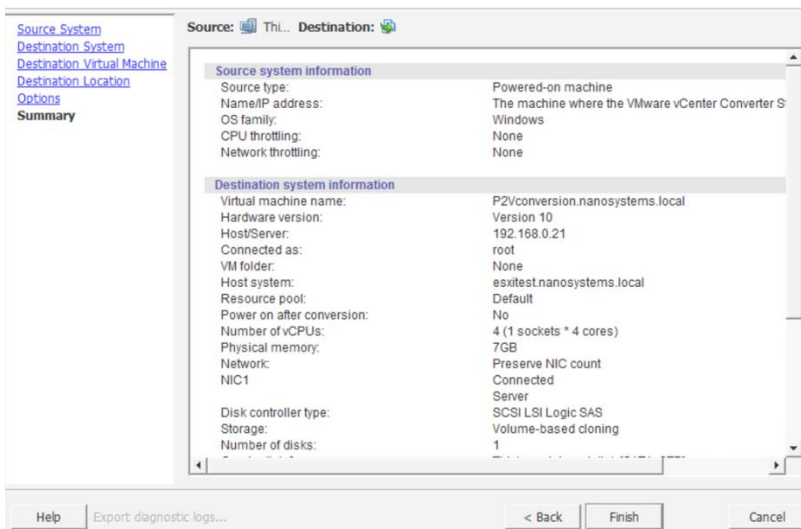 Source System
Destination System
Destination Virtual Machine
Destination Location
Options
Summary
Source: Thi... Destination:
Source system information
Source type: Powered-on machine
Name/IP address: The machine where the VMware vCenter Converter S
OS family: Windows
CPU throttling: None
Network throttling: None
Destination system information
Virtual machine name: P2Vconversion.nanosystems.local
Hardware version: Version 10
Host/Server: 192.168.0.21
Connected as: root
VM folder: None
Host system: esxitest.nanosystems.local
Resource pool: Default
Power on after conversion: No
Number of vCPUs: 4 (1 sockets * 4 cores)
Physical memory: 7GB
Network: Preserve NIC count
NIC1 Connected
Server
Disk controller type: SCSI LSI Logic SAS
Storage: Volume-based cloning
Number of disks: 1
Help Export diagnostic logs... < Back Finish Cancel